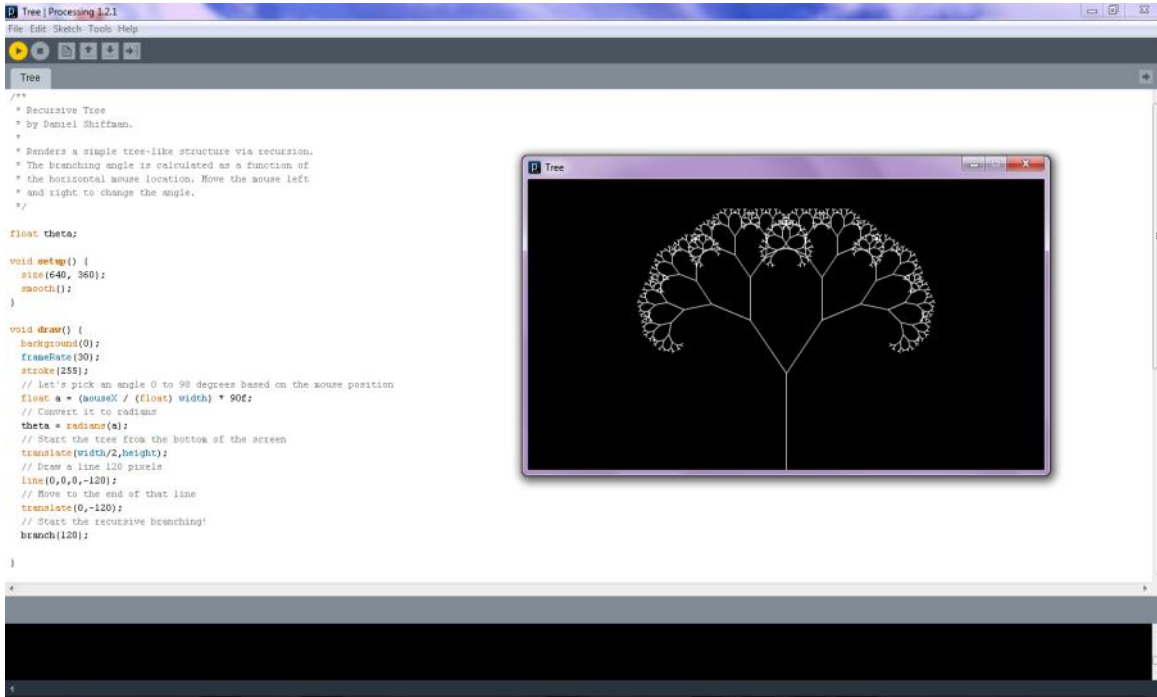 Tree | Processing 1.2.1
File Edit Sketch Tools Help
Tree
/**
* Recursive Tree
* by Daniel Shiffman.
*
* Renders a simple tree-like structure via recursion.
* The branching angle is calculated as a function of
* the horizontal mouse location. Move the mouse left
* and right to change the angle.
*/
float theta;
void setup() {
size(640, 360);
smooth();
}
void draw() {
background(0);
frameRate(30);
stroke(255);
// Let's pick an angle 0 to 90 degrees based on the mouse position
float a = (mouseX / (float) width) * 90f;
// Convert it to radians
theta = radians(a);
// Start the tree from the bottom of the screen
translate(width/2,height);
// Draw a line 120 pixels
line(0,0,0,-120);
// Move to the end of that line
translate(0,-120);
// Start the recursive branching!
branch(120);
}
Tree
1